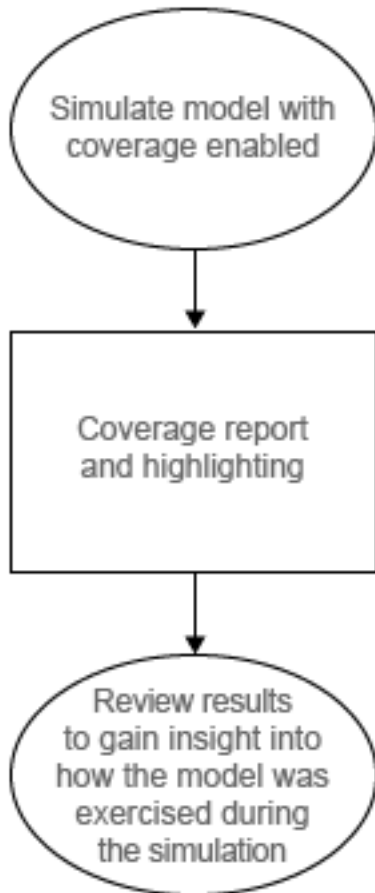 Simulate model with
coverage enabled
Coverage report
and highlighting
Review results
to gain insight into
how the model was
exercised during
the simulation